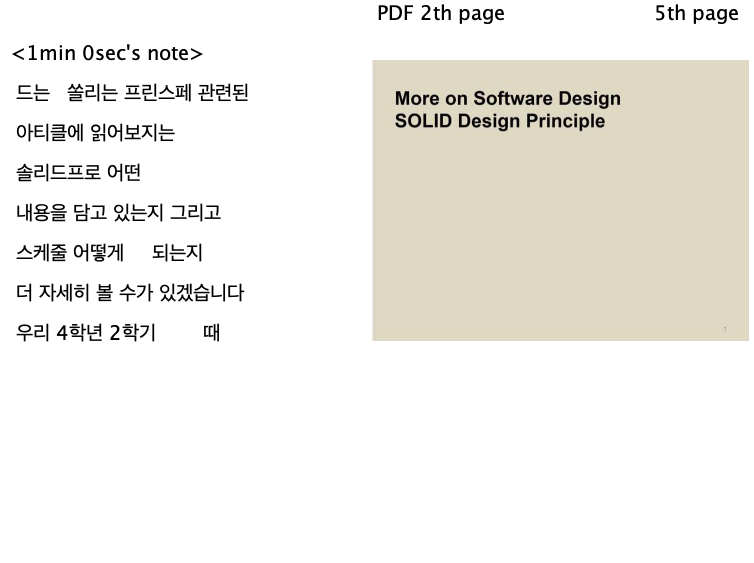 PDF 2th page 5th page
<1min 0sec's note>
드는 쏠리는 프린스페 관련된
아티클에 읽어보지는
솔리드프로 어떤
내용을 담고 있는지 그리고
스케줄 어떻게 되는지
더 자세히 볼 수가 있겠습니다
우리 4학년 2학기 때
More on Software Design
SOLID Design Principle
1